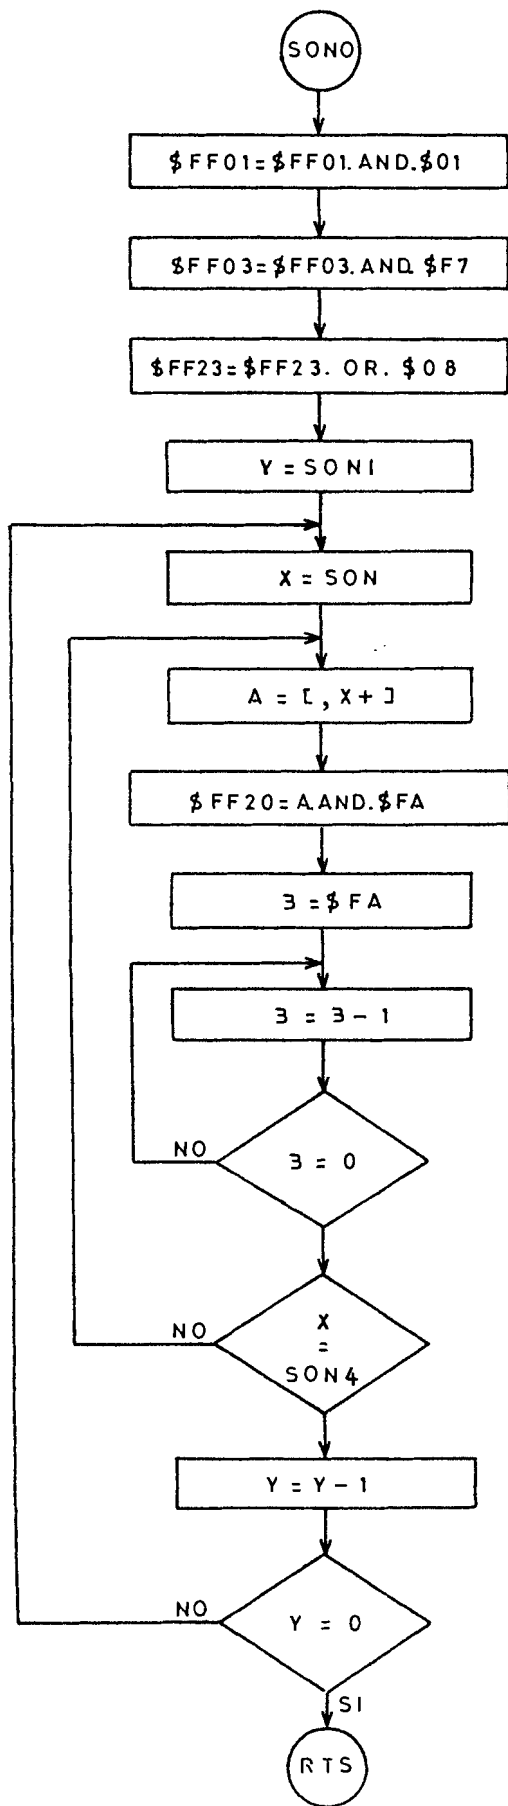 SONO
$FF01=$FF01.AND.$01
$FF03=$FF03.AND.$F7
$FF23=$FF23.OR.$08
Y=SON1
X=SON
A=[,X+]
$FF20=A.AND.$FA
B=$FA
B=B-1
B=0
NO
X
=
SON4
NO
Y=Y-1
Y=0
NO
SI
RTS